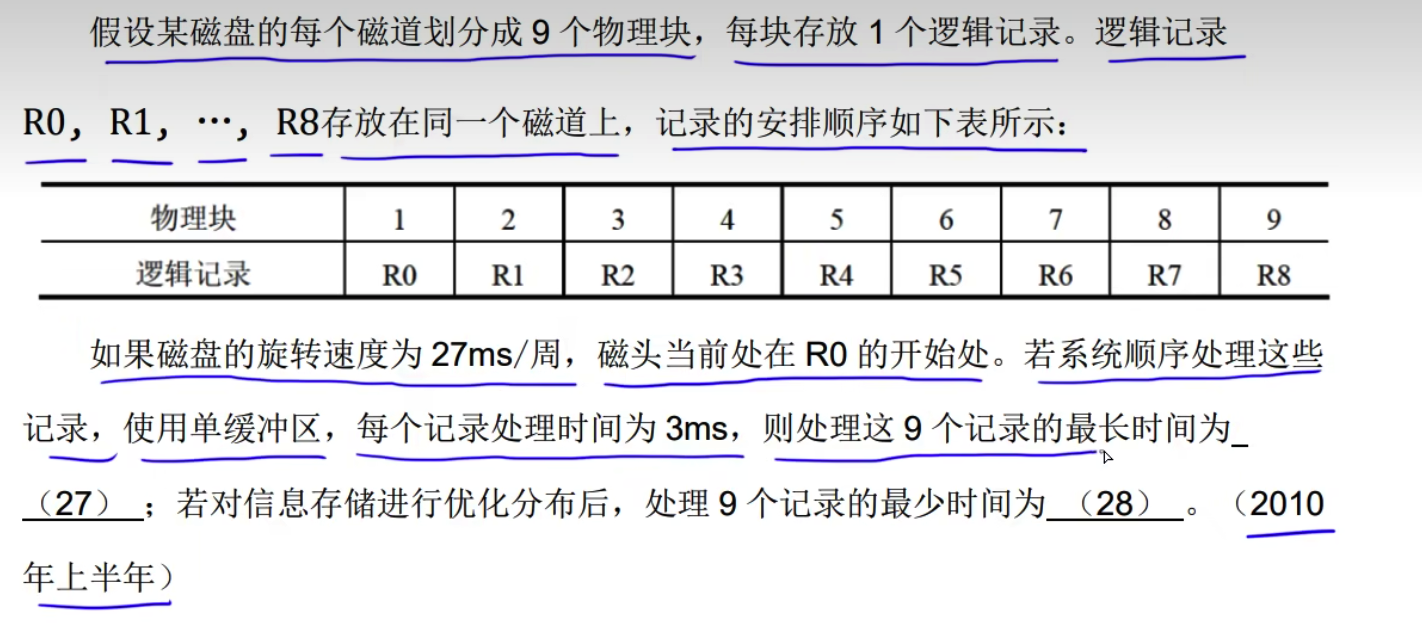 假设某磁盘的每个磁道划分成 9 个物理块，每块存放 1 个逻辑记录。逻辑记录
R0, R1, …, R8存放在同一个磁道上，记录的安排顺序如下表所示：
物理块 1 2 3 4 5 6 7 8 9
逻辑记录 R0 R1 R2 R3 R4 R5 R6 R7 R8
如果磁盘的旋转速度为 27ms/周，磁头当前处在 R0 的开始处。若系统顺序处理这些
记录，使用单缓冲区，每个记录处理时间为 3ms，则处理这 9 个记录的最长时间为_
（27） ；若对信息存储进行优化分布后，处理 9 个记录的最少时间为 （28） 。（2010
年上半年）